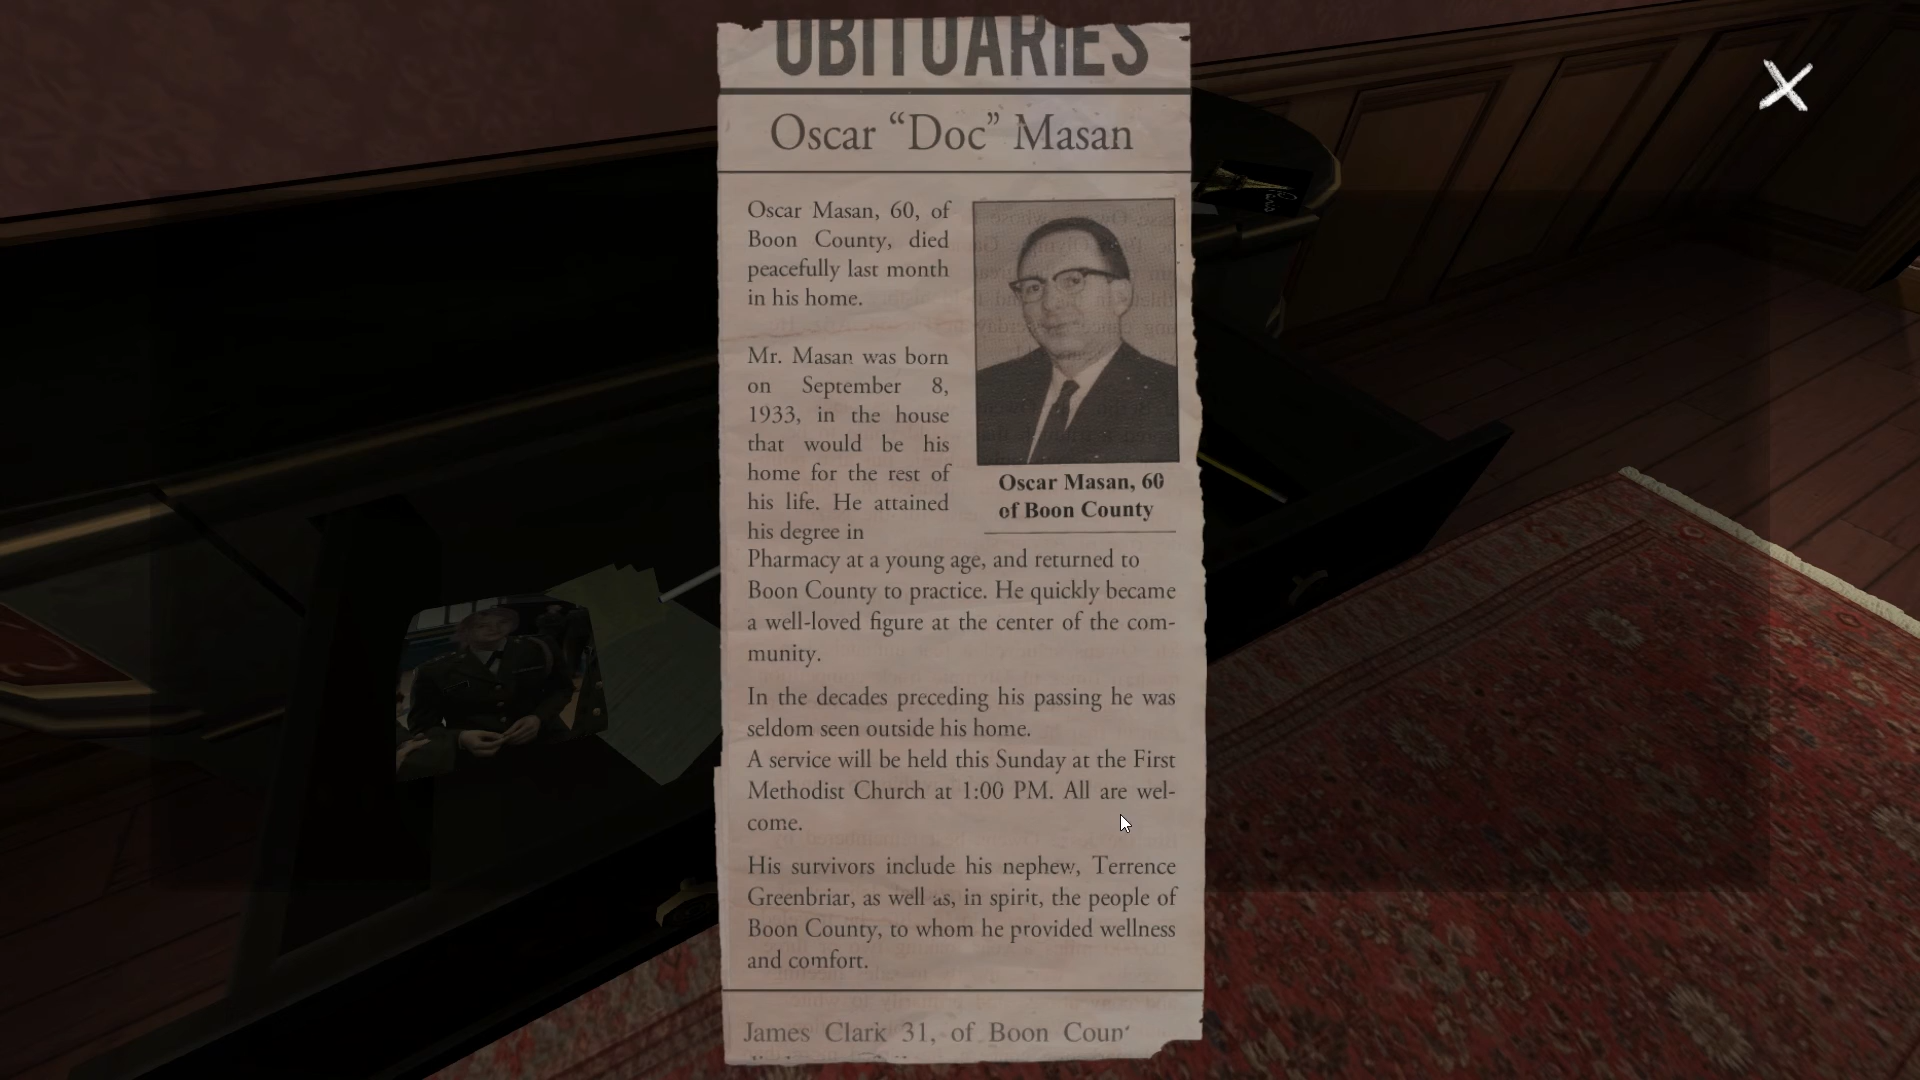 OBITUARIES
Oscar “Doc” Masan
Oscar Masan, 60, of
Boon County, died
peacefully last month
in his home.
Mr. Masan was born
on September 8,
1933, in the house
that would be his
home for the rest of
his life. He attained
his degree in
Oscar Masan, 60
of Boon County
Pharmacy at a young age, and returned to
Boon County to practice. He quickly became
a well-loved figure at the center of the com-
munity.
In the decades preceding his passing he was
seldom seen outside his home.
A service will be held this Sunday at the First
Methodist Church at 1:00 PM. All are wel-
come.
His survivors include his nephew, Terrence
Greenbriar, as well as, in spirit, the people of
Boon County, to whom he provided wellness
and comfort.
James Clark 31, of Boon